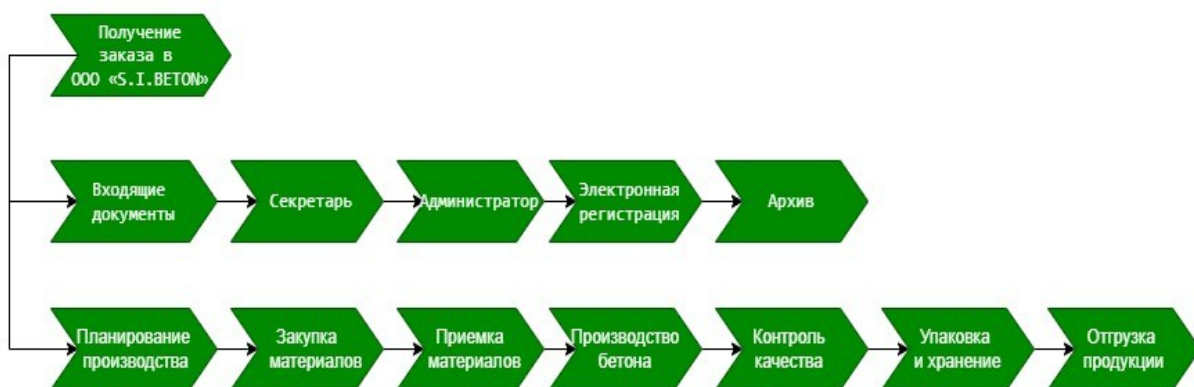 Получение
заказа в
ООО «S.I.BETON»
Входящие
документы
Секретарь
Администратор
Электронная
регистрация
Архив
Планирование
производства
Закупка
материалов
Приемка
материалов
Производство
бетона
Контроль
качества
Упаковка
и хранение
Отгрузка
продукции